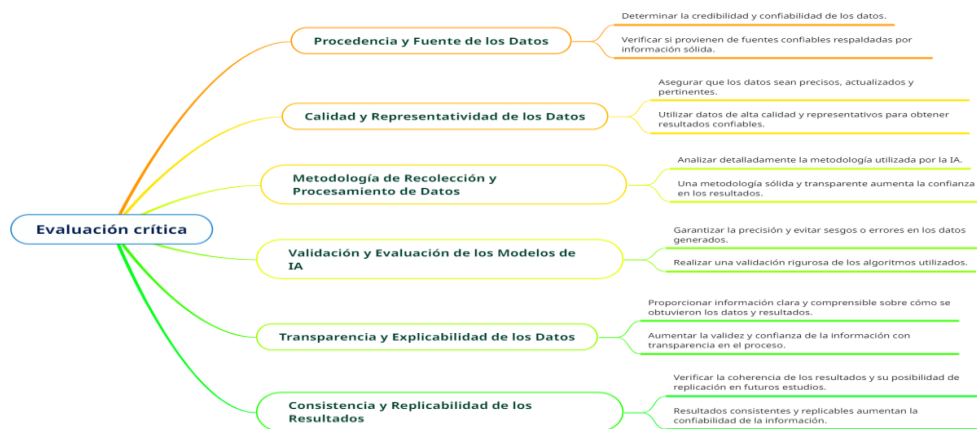 Evaluación crítica
Procedencia y Fuente de los Datos
Determinar la credibilidad y confiabilidad de los datos.
Verificar si provienen de fuentes confiables respaldadas por
información sólida.
Calidad y Representatividad de los Datos
Asegurar que los datos sean precisos, actualizados y
pertinentes.
Utilizar datos de alta calidad y representativos para obtener
resultados confiables.
Metodología de Recolección y
Procesamiento de Datos
Analizar detalladamente la metodología utilizada por la IA.
Una metodología sólida y transparente aumenta la confianza
en los resultados.
Validación y Evaluación de los Modelos de
IA
Garantizar la precisión y evitar sesgos o errores en los datos
generados.
Realizar una validación rigurosa de los algoritmos utilizados.
Transparencia y Explicabilidad de los Datos
Proporcionar información clara y comprensible sobre cómo se
obtuvieron los datos y resultados.
Aumentar la validez y confianza de la información con
transparencia en el proceso.
Consistencia y Replicabilidad de los
Resultados
Verificar la coherencia de los resultados y su posibilidad de
replicación en futuros estudios.
Resultados consistentes y replicables aumentan la
confiabilidad de la información.